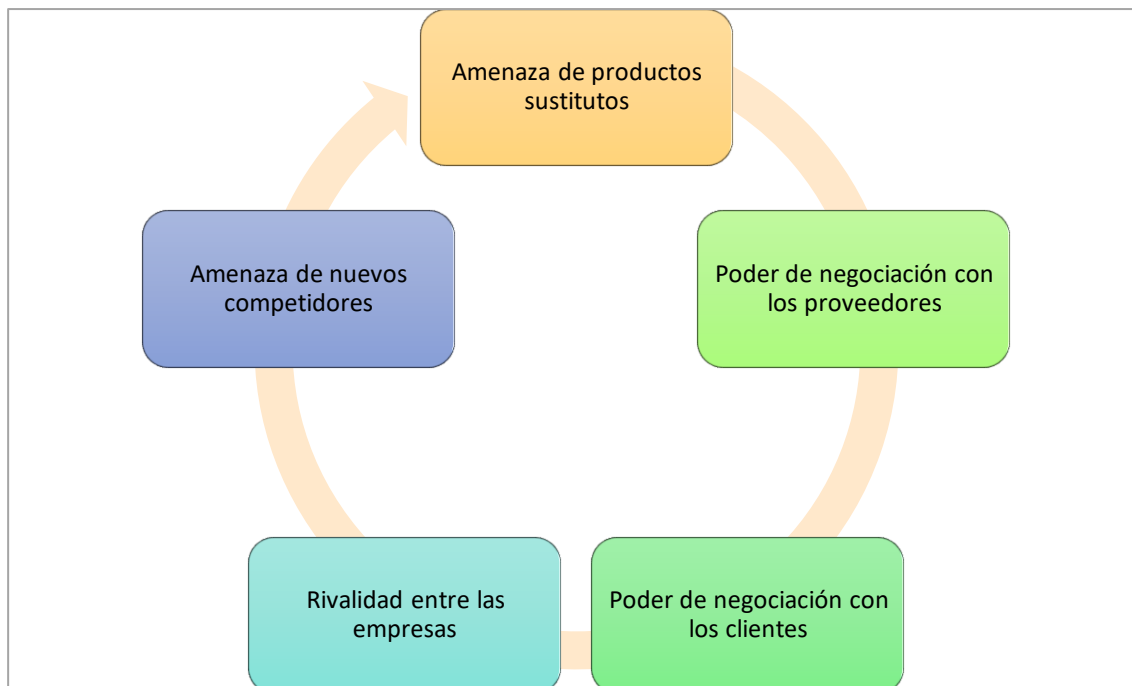 Amenaza de productos
sustitutos
Poder de negociación con
los proveedores
Poder de negociación con
los clientes
Rivalidad entre las
empresas
Amenaza de nuevos
competidores